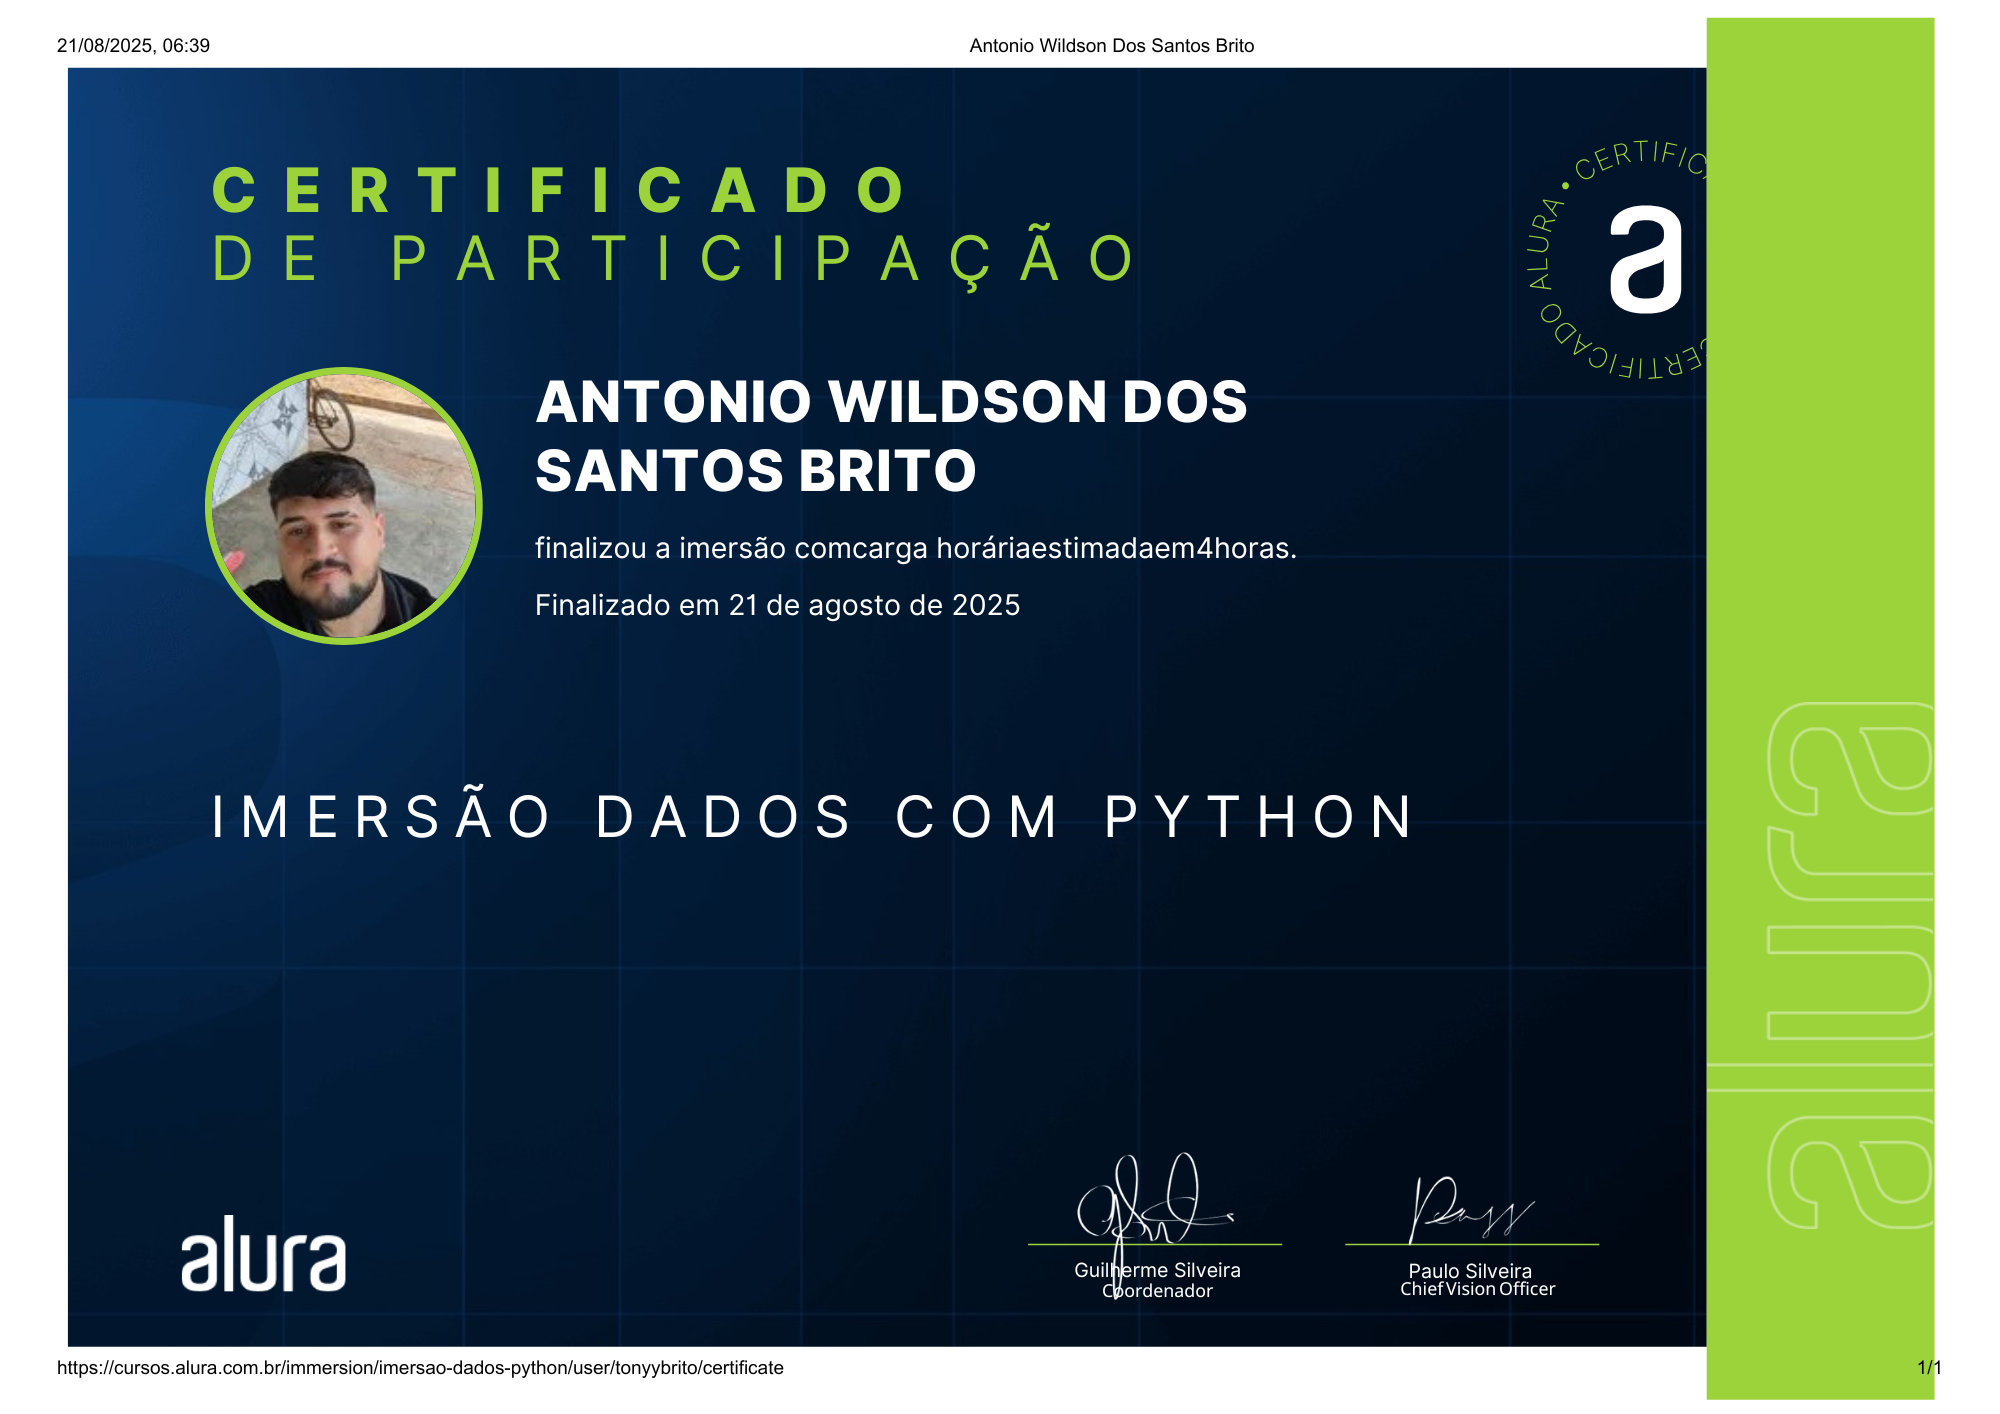 21/08/2025, 06:39
Antonio Wildson Dos Santos Brito
CERTIFICADO
DE PARTICIPAÇÃO
CERTIFIC
CERTIFICADO ALURA •
a
ANTONIO WILDSON DOS
SANTOS BRITO
finalizou a imersão comcarga horáriaestimadaem4horas.
Finalizado em 21 de agosto de 2025
IMERSÃO DADOS COM PYTHON
alura
alura
Guilherme Silveira
Coordenador
Paulo Silveira
Chief Vision Officer
https://cursos.alura.com.br/immersion/imersao-dados-python/user/tonyybrito/certificate
1/1